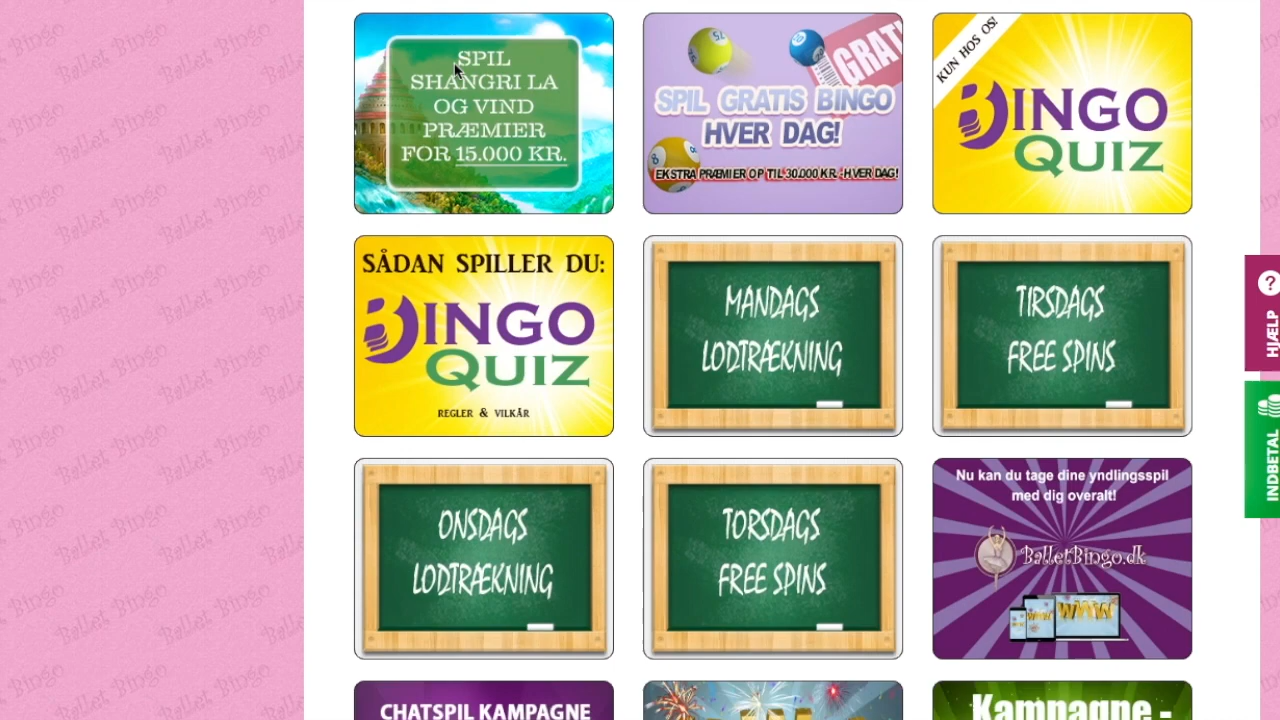 SPIL
SHANGRI LA
OG VIND
PRÆMIER
FOR 15.000 KR.
GRATI
SPIL GRATIS BINGO
HVER DAG!
EKSTRA PRÆMIER OP TIL 30.000 KR. - HVER DAG!
KUN HOS OS!
BINGO
QUIZ
SÅDAN SPILLER DU:
BINGO
QUIZ
REGLER & VILKÅR
MANDAGS
LODTRÆKNING
TIRSDAGS
FREE SPINS
HJÆLP
INDBETAL
ONSDAGS
LODTRÆKNING
TORSDAGS
FREE SPINS
Nu kan du tage dine yndlingsspil
med dig overalt!
BalletBingo.dk
CHATSPIL KAMPAGNE
Kampagne -
Ballet Bingo